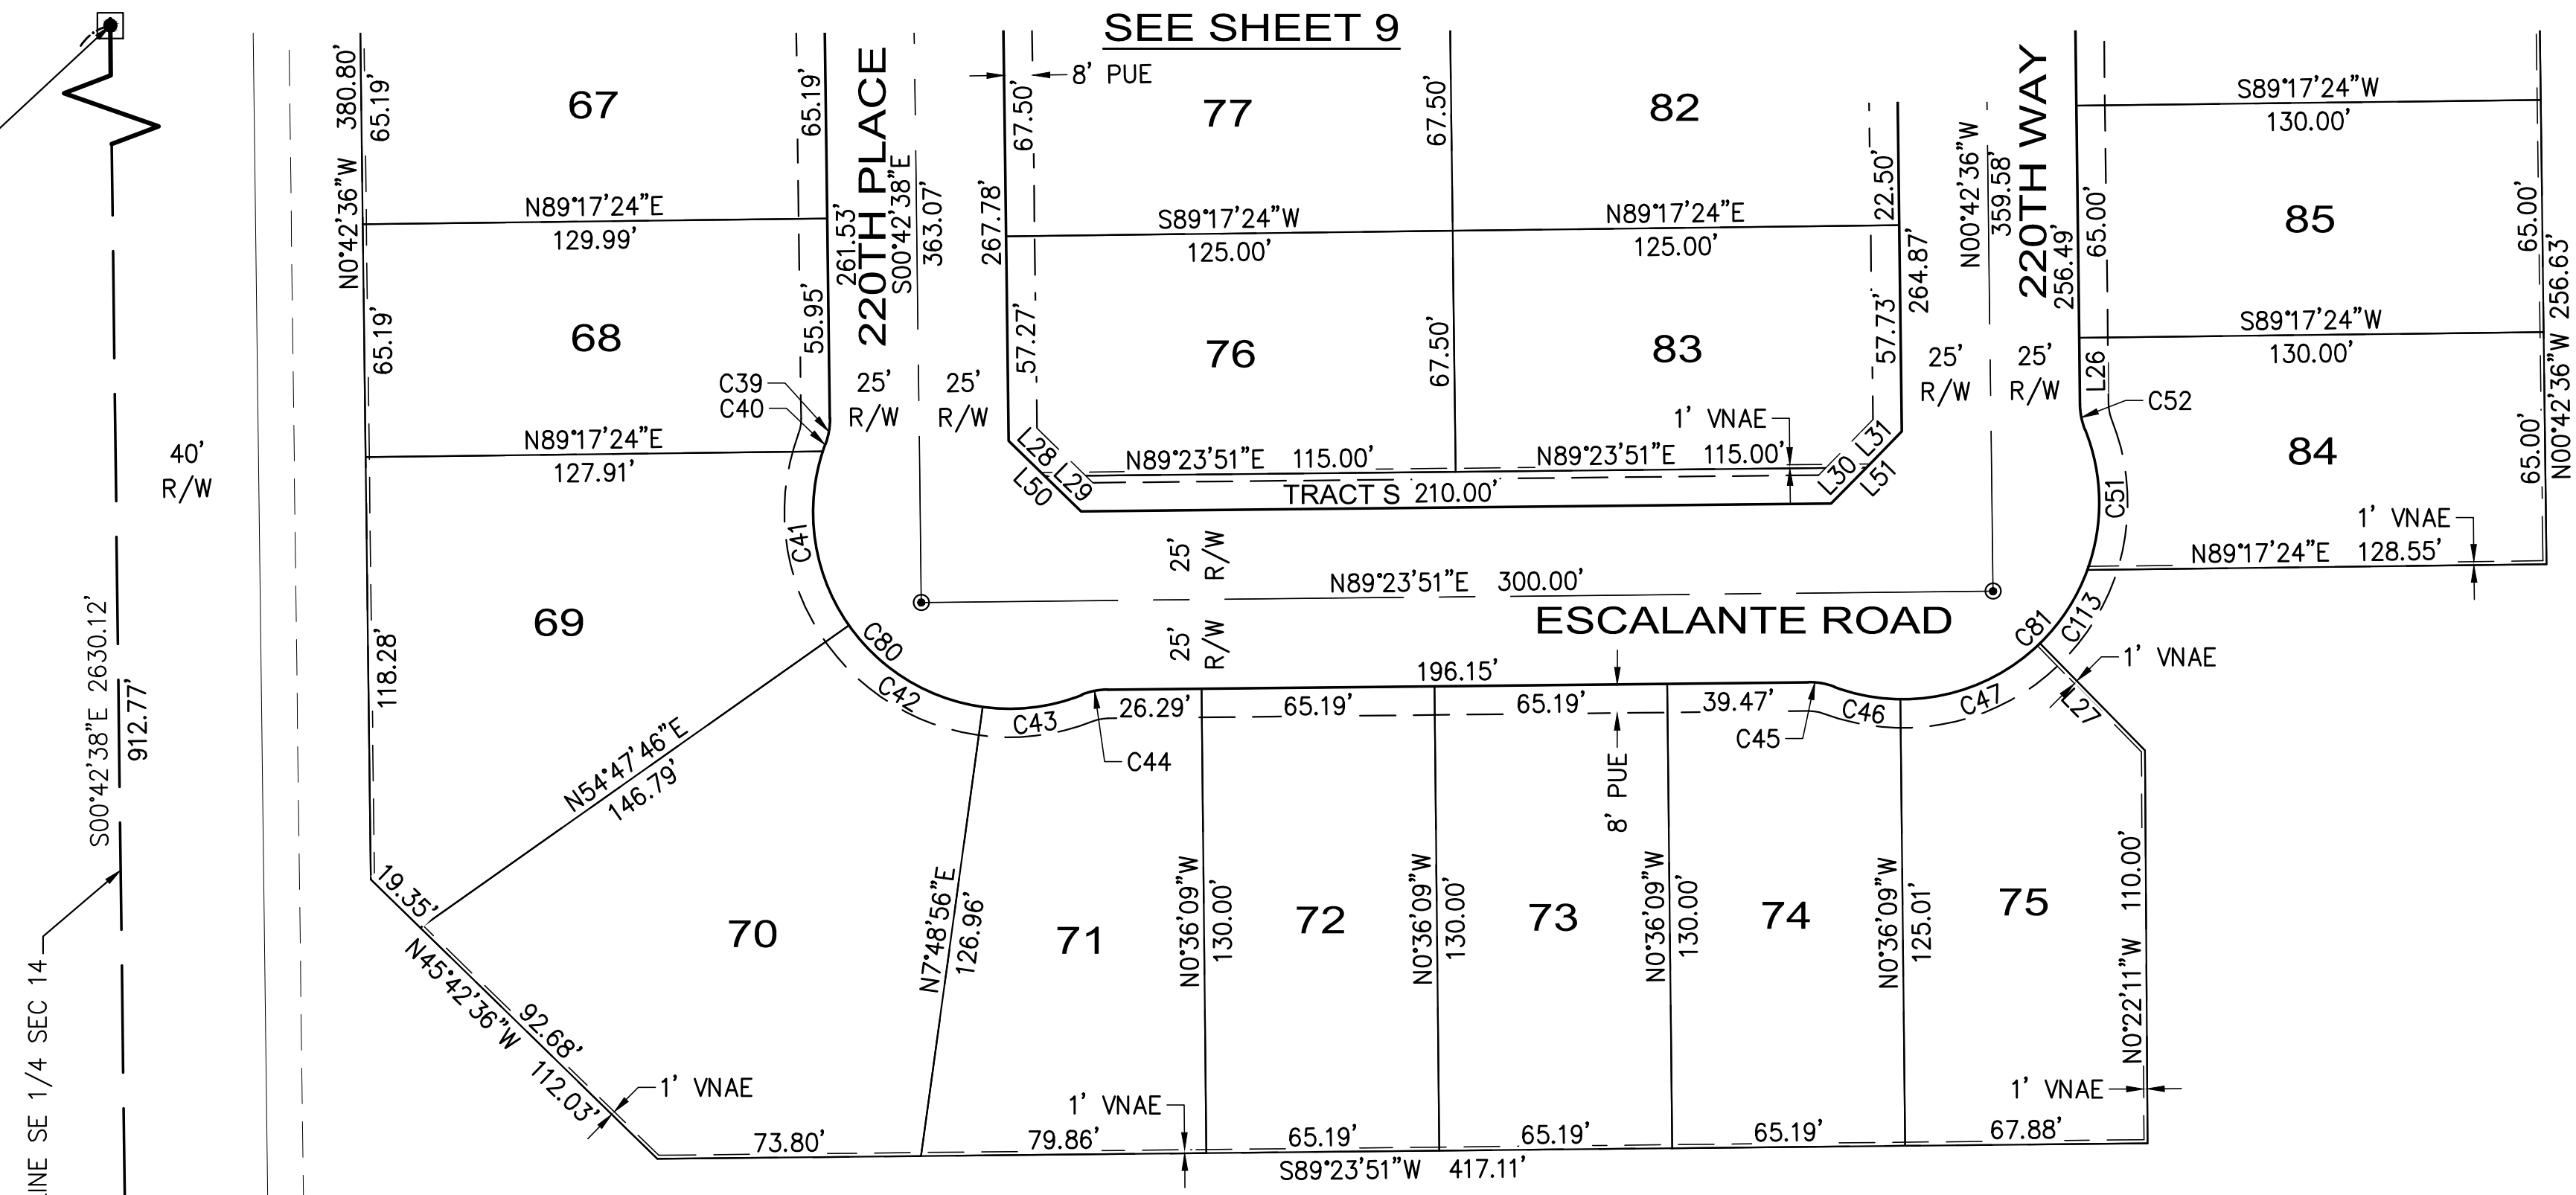 SEE SHEET 9
8' PUE
67
77
82
220TH PLACE
220TH WAY
N0°42'36"W 380.80'
65.19'
65.19'
67.50'
67.50'
S00°42'38"E
363.07'
261.53'
267.78'
22.50'
N00°42'36"W
359.58'
256.49'
264.87'
65.00'
S89°17'24"W
130.00'
N89°17'24"E
129.99'
S89°17'24"W
125.00'
N89°17'24"E
125.00'
85
65.00'
N00°42'36"W 256.63'
68
65.19'
55.95'
76
57.27'
67.50'
83
57.73'
S89°17'24"W
130.00'
L26
C39
C40
25'
R/W
25'
R/W
25'
R/W
25'
R/W
C52
84
65.00'
40'
R/W
N89°17'24"E
127.91'
L28
L29
L50
N89°23'51"E 115.00'
N89°23'51"E 115.00'
1' VNAE
L30
L31
L51
TRACT S 210.00'
C41
C51
1' VNAE
N89°17'24"E 128.55'
25'
R/W
N89°23'51"E 300.00'
ESCALANTE ROAD
25'
R/W
69
118.28'
C80
C42
C43
C44
26.29'
65.19'
196.15'
65.19'
39.47'
C45
C46
C47
C81
C113
1' VNAE
L27
S00°42'38"E 2630.12'
912.77'
N54°47'46"E
146.79'
8' PUE
19.35'
N45°42'36"W 112.03'
92.68'
1' VNAE
70
N7°48'56"E
126.96'
71
N0°36'09"W
130.00'
72
N0°36'09"W
130.00'
73
N0°36'09"W
130.00'
74
N0°36'09"W
125.01'
75
N0°22'11"W 110.00'
1' VNAE
1' VNAE
73.80'
79.86'
65.19'
65.19'
65.19'
67.88'
S89°23'51"W 417.11'
INE SE 1/4 SEC 14